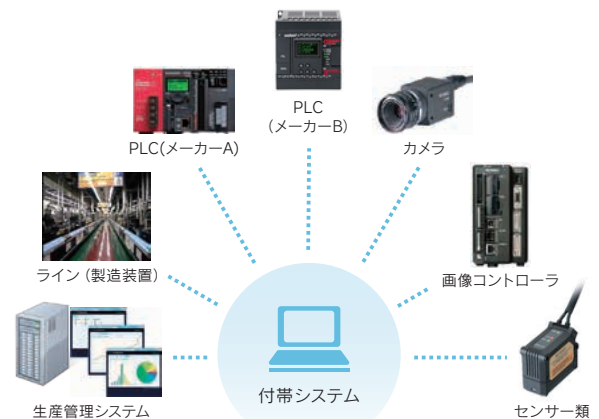 PLC
(メーカーB)
PLC(メーカーA)
カメラ
ライン (製造装置)
画像コントローラ
付帯システム
生産管理システム
センサー類